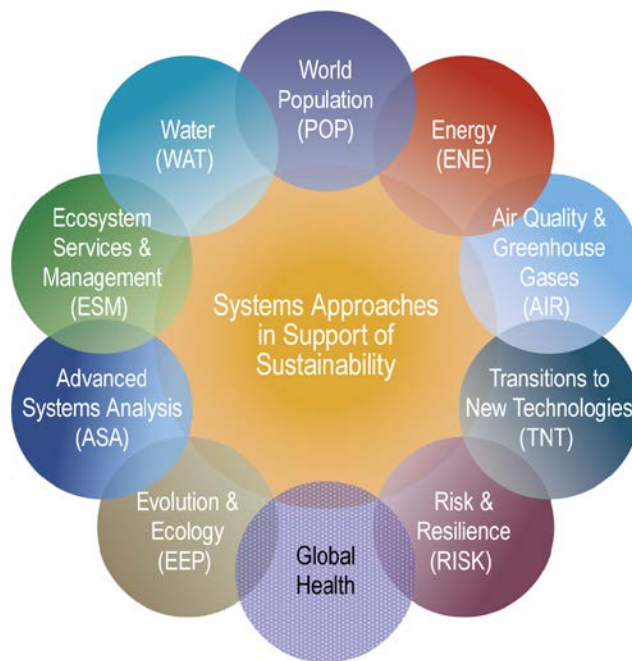 World
Population
(POP)
Energy
(ENE)
Air Quality &
Greenhouse
Gases
(AIR)
Transitions to
New Technologies
(TNT)
Risk &
Resilience
(RISK)
Global
Health
Evolution &
Ecology
(EEP)
Advanced
Systems Analysis
(ASA)
Ecosystem
Services &
Management
(ESM)
Water
(WAT)
Systems Approaches
in Support of
Sustainability